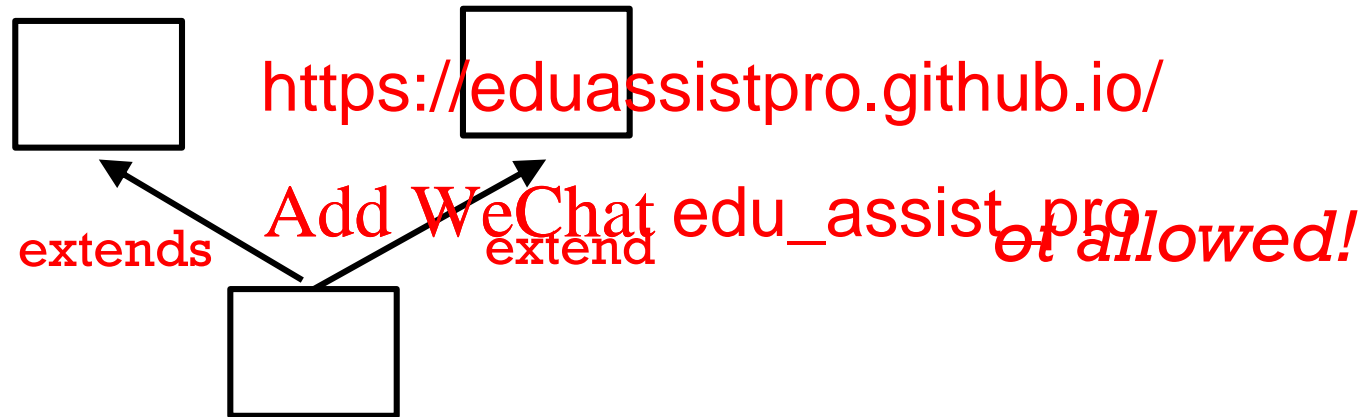 https://eduassistpro.github.io/
Add WeChat edu_assist_pro
extends
extend
ot allowed!